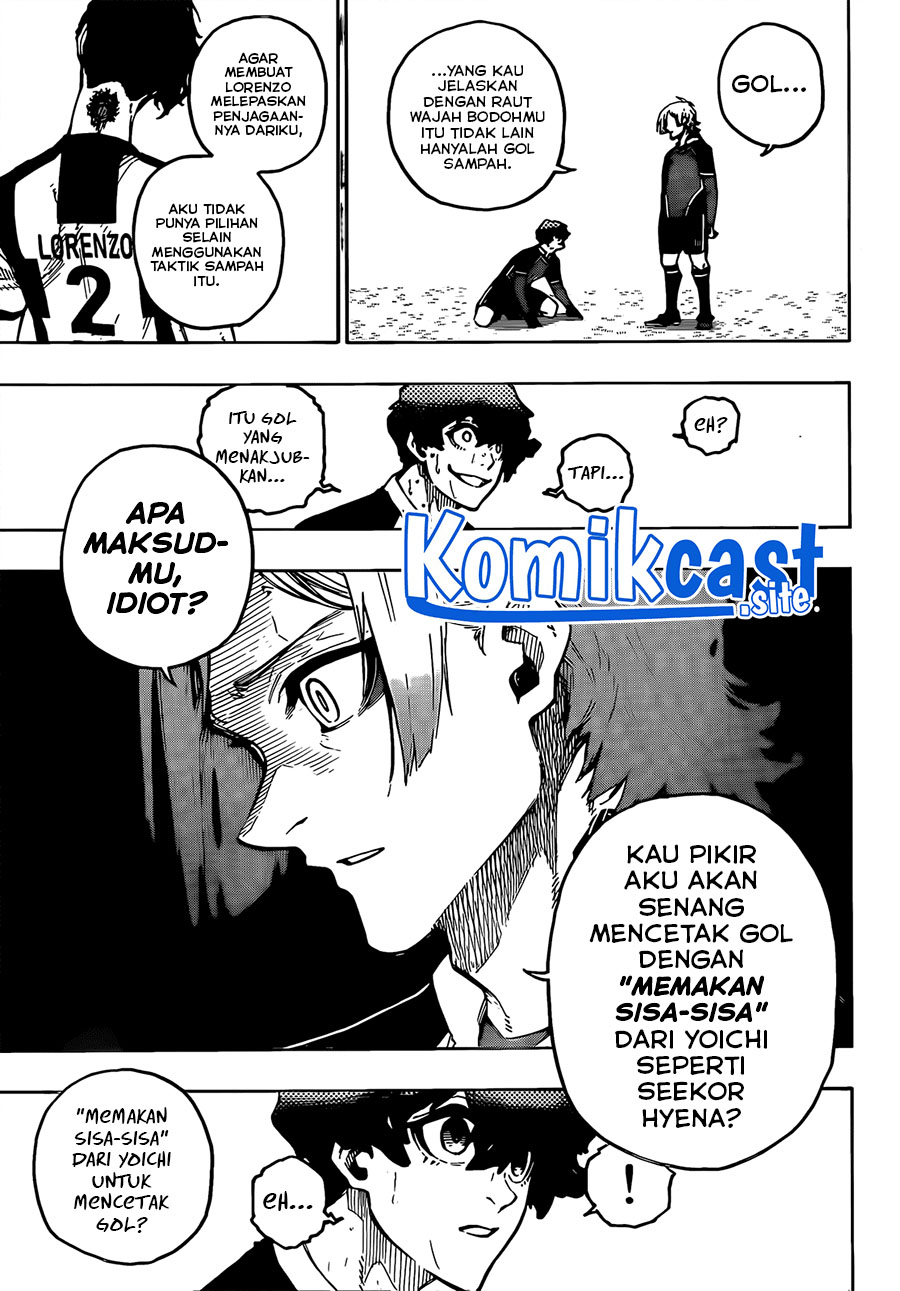 GOL...
...YANG KAU
JELASKAN
DENGAN RAUT
WAJAH BODOHMU
ITU TIDAK LAIN
HANYALAH GOL
SAMPAH.
AGAR
MEMBUAT
LORENZO
MELEPASKAN
PENJAGAAN-
NYA DARIKU,
AKU TIDAK
PUNYA PILIHAN
SELAIN
MENGGUNAKAN
TAKTIK SAMPAH
ITU.
LORENZO
2
EH?
TAPI...
ITU GOL
YANG
MENAKJUB-
KAN...
APA
MAKSUD-
MU,
IDIOT?
Komikcast
.site.
KAU PIKIR
AKU AKAN
SENANG
MENCETAK GOL
DENGAN
"MEMAKAN
SISA-SISA"
DARI YOICHI
SEPERTI
SEEKOR
HYENA?
!
EH...
"MEMAKAN
SISA-SISA"
DARI YOICHI
UNTUK
MENCETAK
GOL?